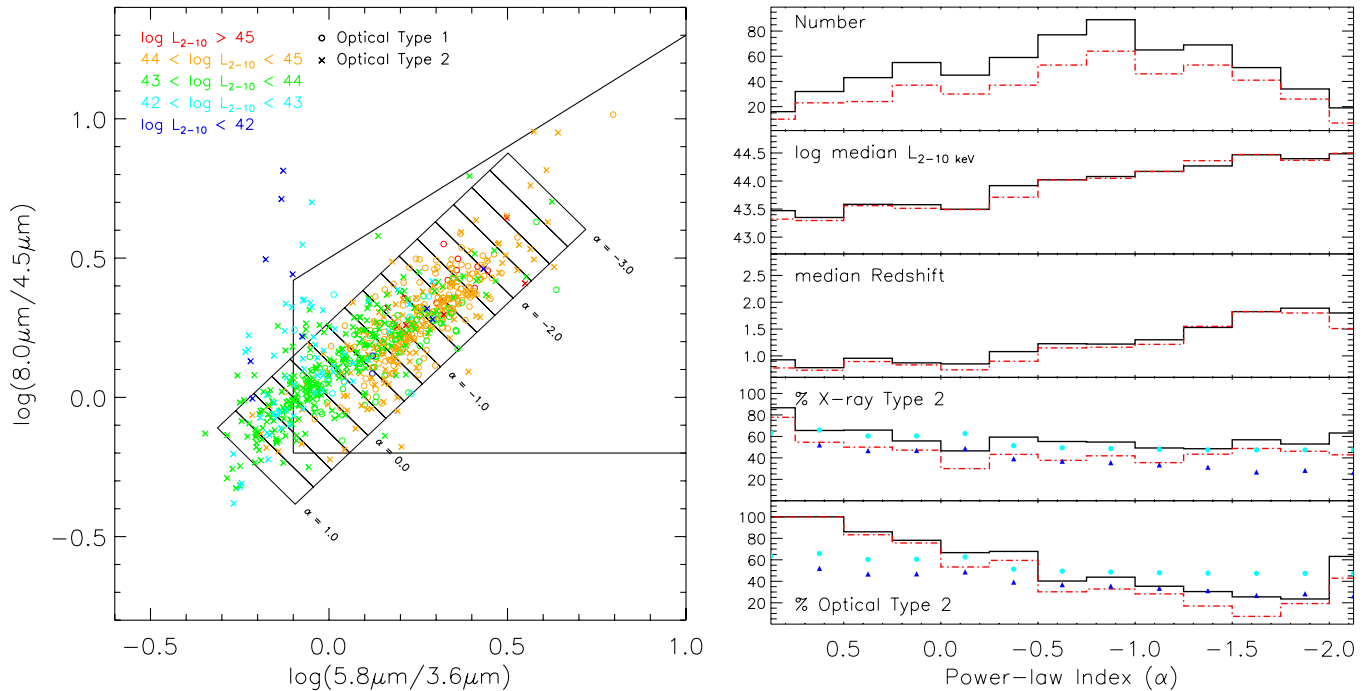 log L₂₋₁₀ > 45
44 < log L₂₋₁₀ < 45
43 < log L₂₋₁₀ < 44
42 < log L₂₋₁₀ < 43
log L₂₋₁₀ < 42
Optical Type 1
Optical Type 2
1.0
0.5
0.0
−0.5
log(8.0μm/4.5μm)
α = −3.0
α = −2.0
α = −1.0
α = 0.0
α = 1.0
−0.5 0.0 0.5 1.0
log(5.8μm/3.6μm)
Number
80
60
40
20
log median L₂₋₁₀ keV
44.5
44.0
43.5
43.0
median Redshift
2.5
2.0
1.5
1.0
% X−ray Type 2
100
80
60
40
20
100
80
60
40
20
% Optical Type 2
0.5 0.0 −0.5 −1.0 −1.5 −2.0
Power−law Index (α)